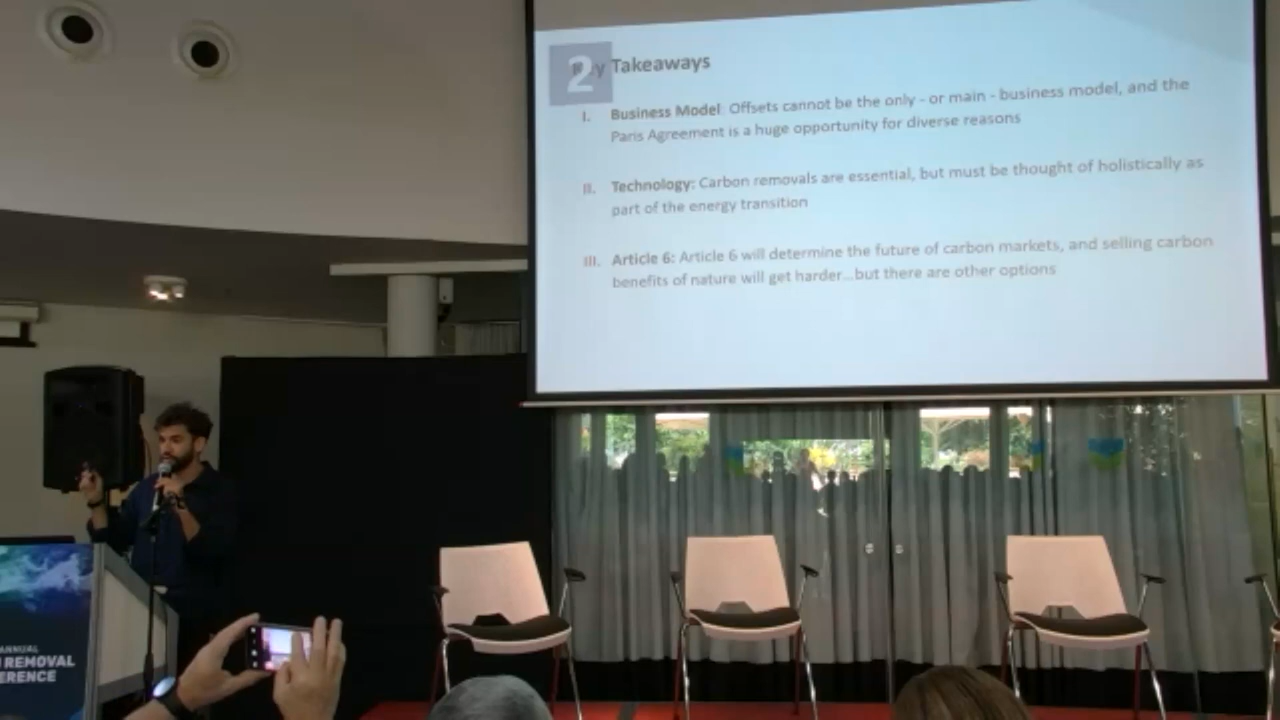 2
Key Takeaways
I. Business Model: Offsets cannot be the only - or main - business model, and the
Paris Agreement is a huge opportunity for diverse reasons
II. Technology: Carbon removals are essential, but must be thought of holistically as
part of the energy transition
III. Article 6: Article 6 will determine the future of carbon markets, and selling carbon
benefits of nature will get harder...but there are other options
ANNUAL
REMOVAL
ERENCE